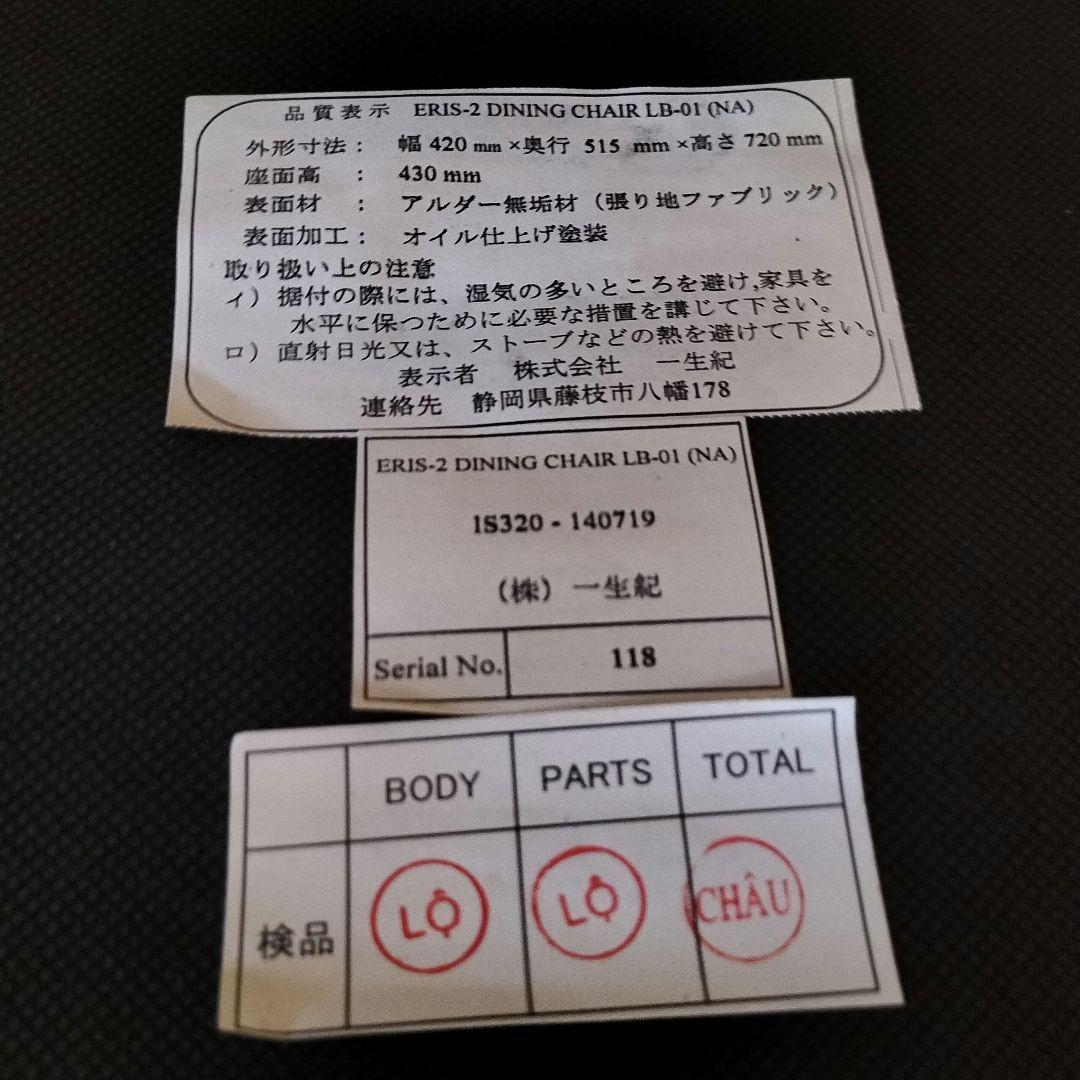 品質表示 ERIS-2 DINING CHAIR LB-01 (NA)
外形寸法： 幅 420 mm ×奥行 515 mm ×高さ 720 mm
座面高 ： 430 mm
表面材 ： アルダー無垢材（張り地ファブリック）
表面加工： オイル仕上げ塗装
取り扱い上の注意
イ）据付の際には、湿気の多いところを避け,家具を
水平に保つために必要な措置を講じて下さい。
ロ）直射日光又は、ストーブなどの熱を避けて下さい。
表示者 株式会社 一生紀
連絡先 静岡県藤枝市八幡178
ERIS-2 DINING CHAIR LB-01 (NA)
IS320 - 140719
（株）一生紀
Serial No. 118
BODY PARTS TOTAL
検品 LỘ LỘ CHÂU